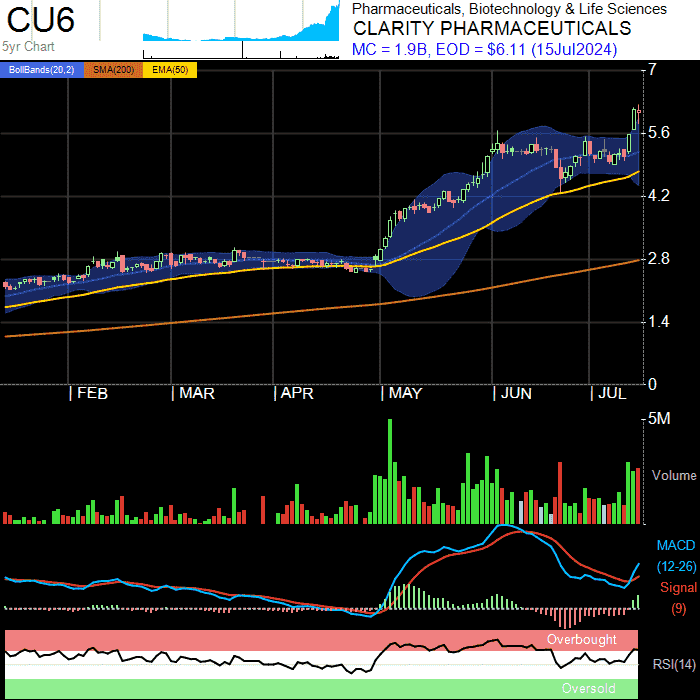 CU6
5yr Chart
Pharmaceuticals, Biotechnology & Life Sciences
CLARITY PHARMACEUTICALS
MC = 1.9B, EOD = $6.11 (15Jul2024)
BollBands(20,2) SMA(200) EMA(50)
7
5.6
4.2
2.8
1.4
0
FEB MAR APR MAY JUN JUL
5M
Volume
MACD
(12-26)
Signal
(9)
Overbought
RSI(14)
Oversold